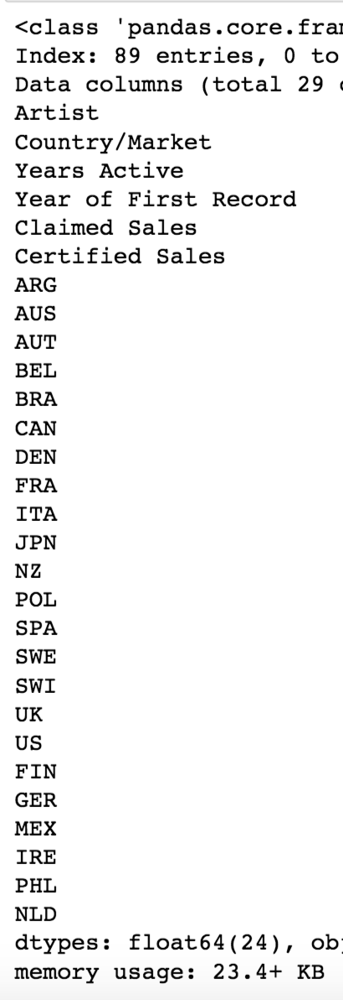 <class 'pandas.core.fra
Index: 89 entries, 0 to
Data columns (total 29
Artist
Country/Market
Years Active
Year of First Record
Claimed Sales
Certified Sales
ARG
AUS
AUT
BEL
BRA
CAN
DEN
FRA
ITA
JPN
NZ
POL
SPA
SWE
SWI
UK
US
FIN
GER
MEX
IRE
PHL
NLD
dtypes: float64(24), ob
memory usage: 23.4+ KB